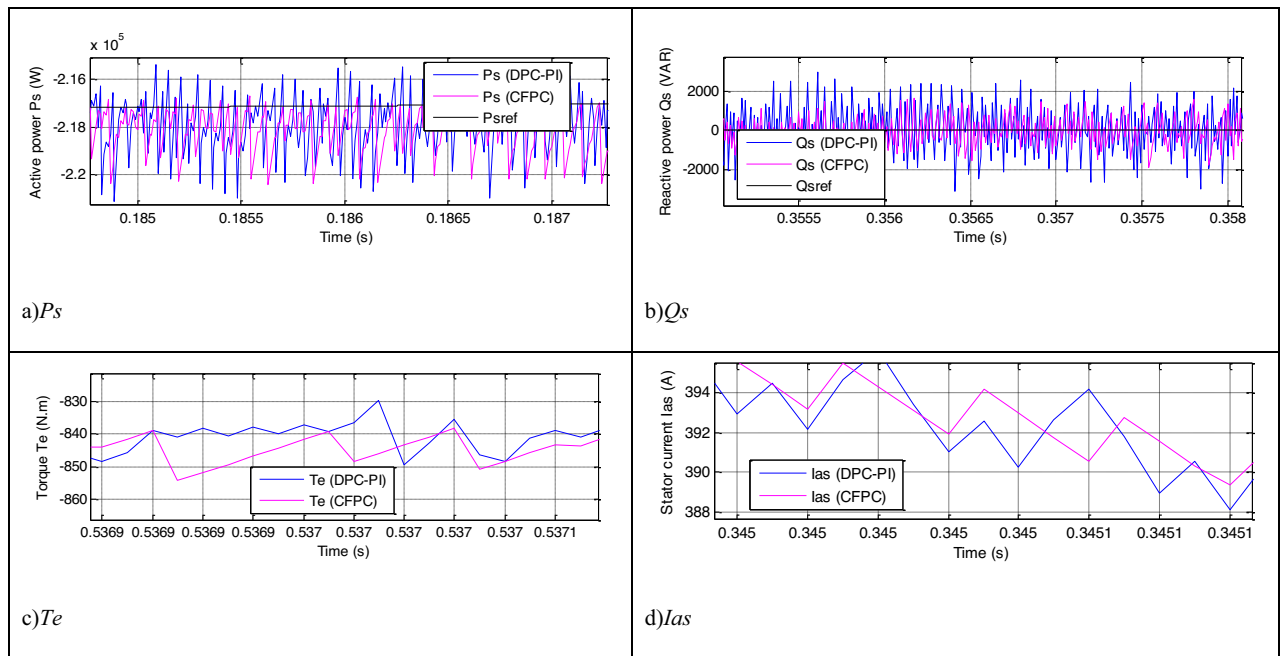 x 10^5
-2.16
-2.18
-2.2
Active power Ps (W)
Ps (DPC-PI)
Ps (CFPC)
Psref
0.185 0.1855 0.186 0.1865 0.187
Time (s)
a)Ps
2000
0
-2000
Reactive power Qs (VAR)
Qs (DPC-PI)
Qs (CFPC)
Qsref
0.3555 0.356 0.3565 0.357 0.3575 0.358
Time (s)
b)Qs
-830
-840
-850
-860
Torque Te (N.m)
Te (DPC-PI)
Te (CFPC)
0.5369 0.5369 0.5369 0.5369 0.537 0.537 0.537 0.537 0.537 0.5371
Time (s)
c)Te
394
392
390
388
Stator current Ias (A)
Ias (DPC-PI)
Ias (CFPC)
0.345 0.345 0.345 0.345 0.345 0.3451 0.3451 0.3451
Time (s)
d)Ias